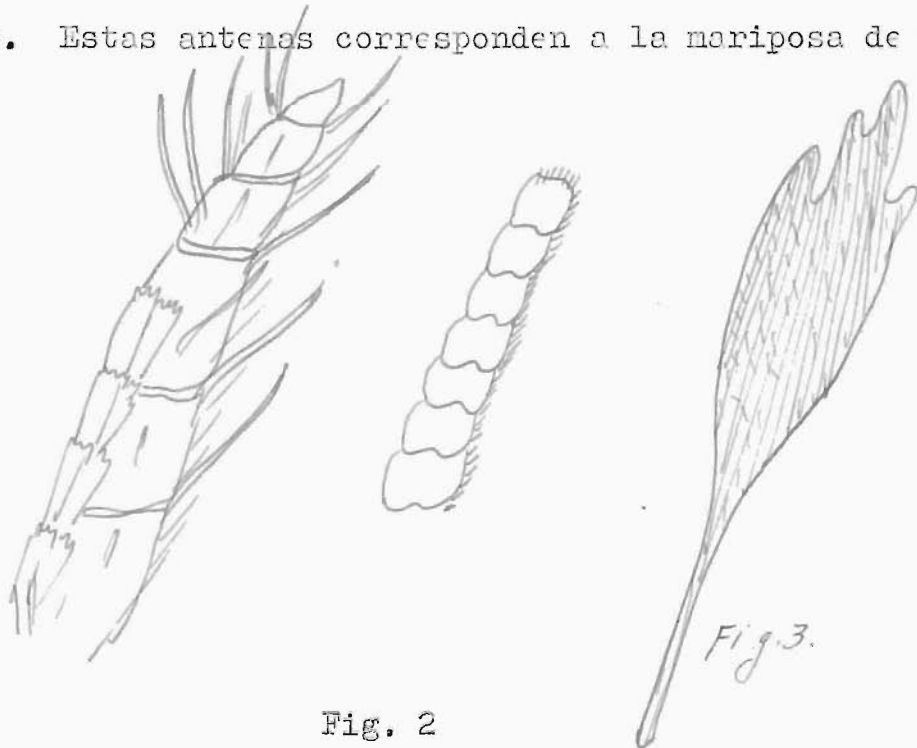 . Estas antenas corresponden a la mariposa de
Fig. 3.
Fig. 2